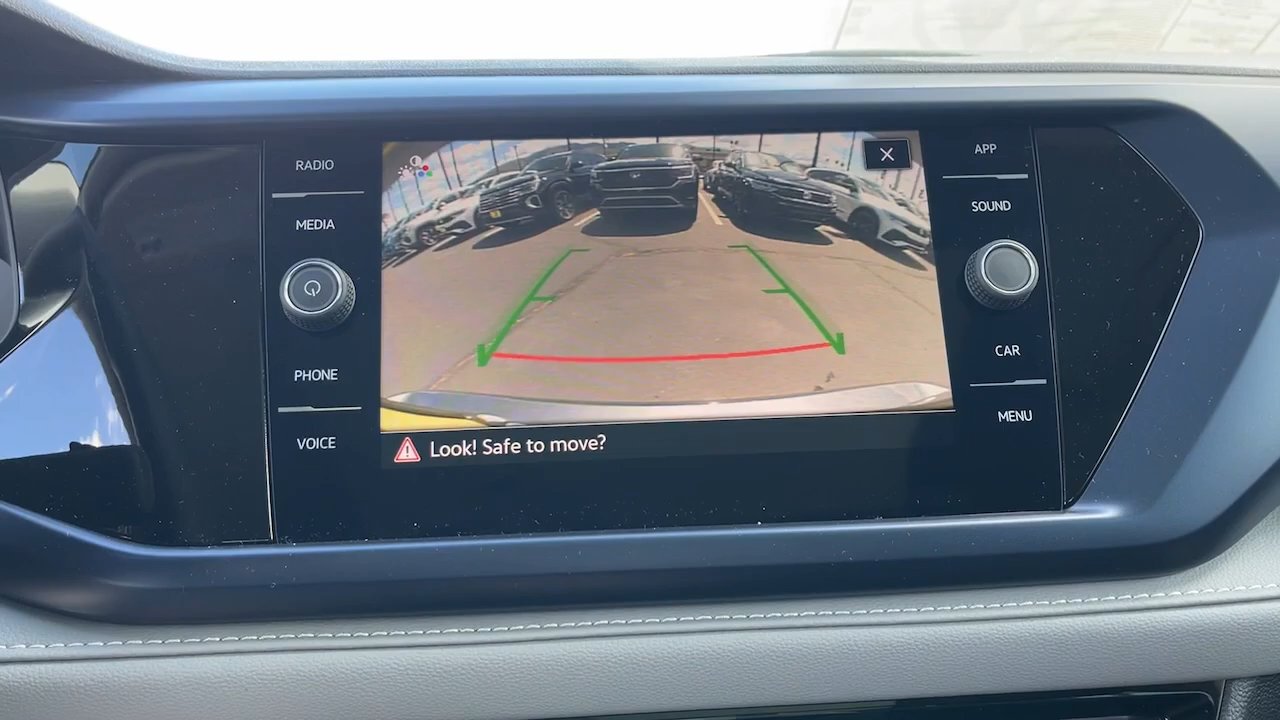 RADIO
MEDIA
PHONE
VOICE
Look! Safe to move?
APP
SOUND
CAR
MENU